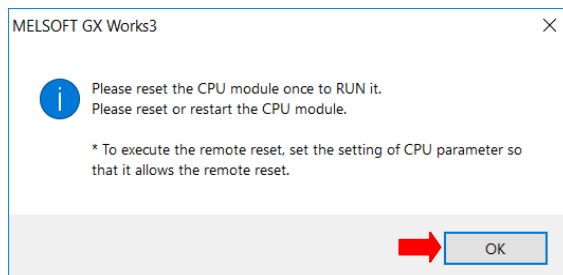 MELSOFT GX Works3
Please reset the CPU module once to RUN it.
Please reset or restart the CPU module.
* To execute the remote reset, set the setting of CPU parameter so
that it allows the remote reset.
OK